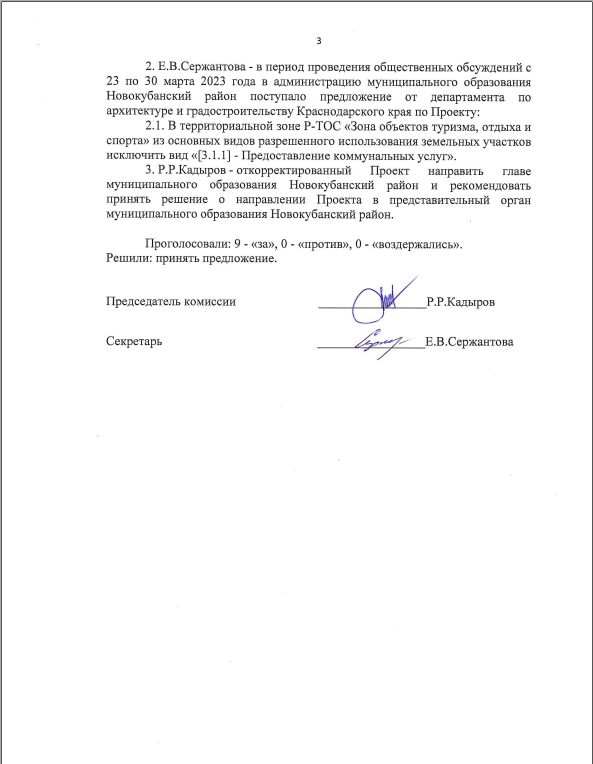 3
2. Е.В.Сержантова - в период проведения общественных обсуждений с
23 по 30 марта 2023 года в администрацию муниципального образования
Новокубанский район поступало предложение от департамента по
архитектуре и градостроительству Краснодарского края по Проекту:
2.1. В территориальной зоне Р-ТОС «Зона объектов туризма, отдыха и
спорта» из основных видов разрешенного использования земельных участков
исключить вид «[3.1.1] - Предоставление коммунальных услуг».
3. Р.Р.Кадыров - откорректированный Проект направить главе
муниципального образования Новокубанский район и рекомендовать
принять решение о направлении Проекта в представительный орган
муниципального образования Новокубанский район.
Проголосовали: 9 - «за», 0 - «против», 0 - «воздержались».
Решили: принять предложение.
Председатель комиссии Р.Р.Кадыров
Секретарь Е.В.Сержантова